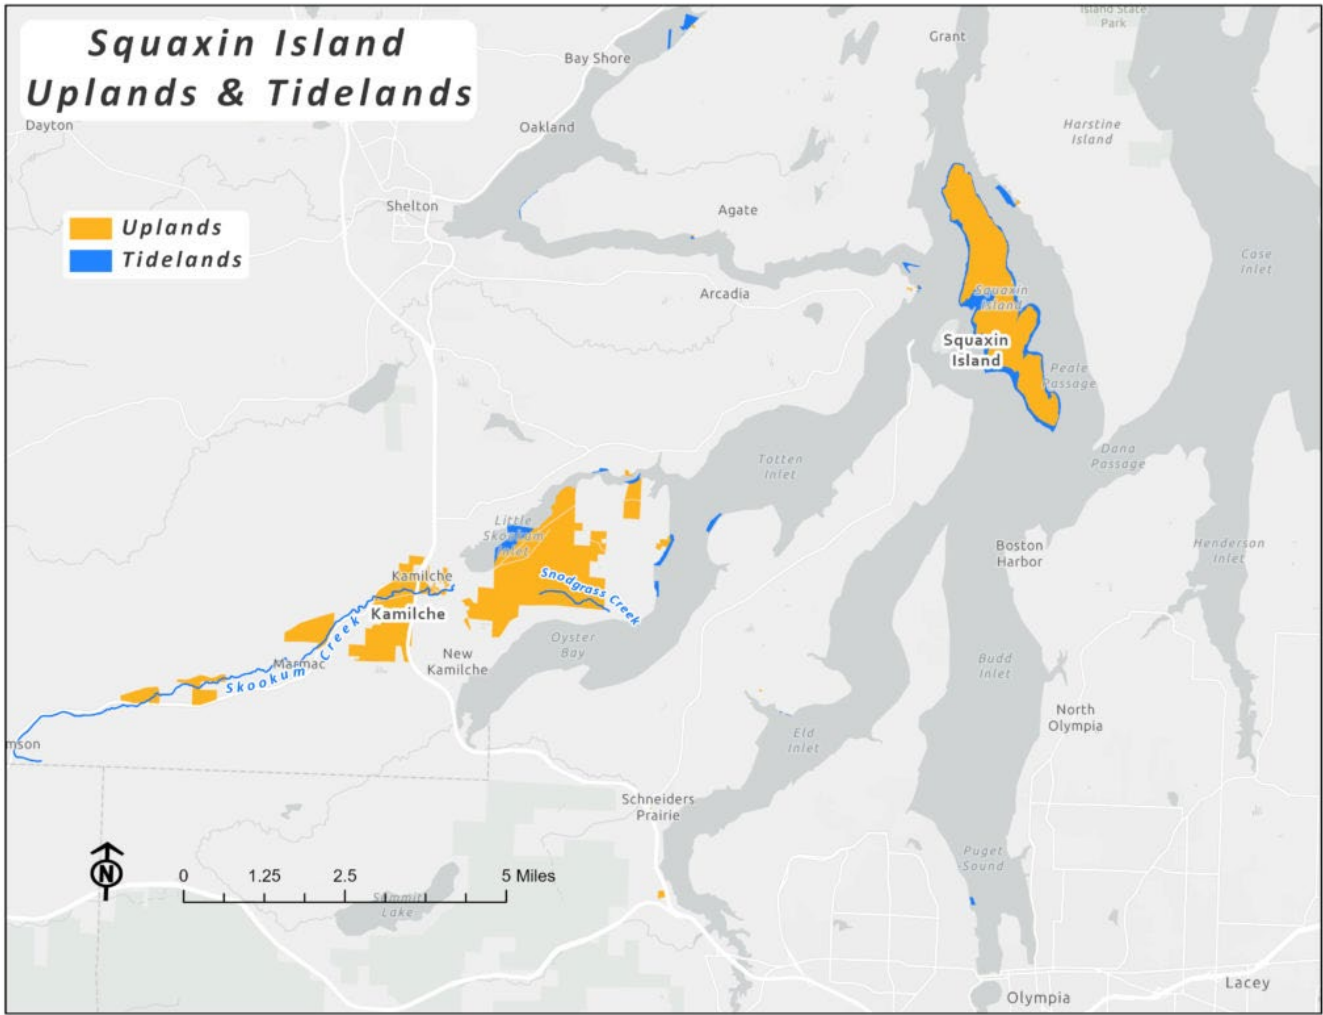 Squaxin Island
Uplands & Tidelands
Uplands
Tidelands
Island State
Park
Grant
Bay Shore
Dayton
Oakland
Harstine
Island
Shelton
Agate
Case
Inlet
Arcadia
Squaxin
Island
Squaxin
Island
Peale
Passage
Dana
Passage
Totten
Inlet
Little
Skookum
Inlet
Boston
Harbor
Henderson
Inlet
Kamilche
Kamilche
Snodgrass Creek
Skookum Creek
Marmac
New
Kamilche
Oyster
Bay
Budd
Inlet
North
Olympia
Eld
Inlet
mson
Schneiders
Prairie
Puget
Sound
N
0 1.25 2.5 5 Miles
Summit
Lake
Olympia
Lacey